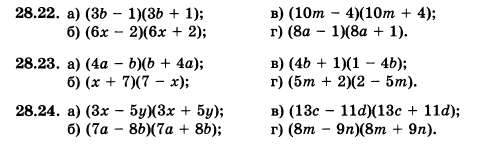 28.22. а) (3b − 1)(3b + 1); в) (10m − 4)(10m + 4);
б) (6x − 2)(6x + 2); г) (8a − 1)(8a + 1).
28.23. а) (4a − b)(b + 4a); в) (4b + 1)(1 − 4b);
б) (x + 7)(7 − x); г) (5m + 2)(2 − 5m).
28.24. а) (3x − 5y)(3x + 5y); в) (13c − 11d)(13c + 11d);
б) (7a − 8b)(7a + 8b); г) (8m − 9n)(8m + 9n).